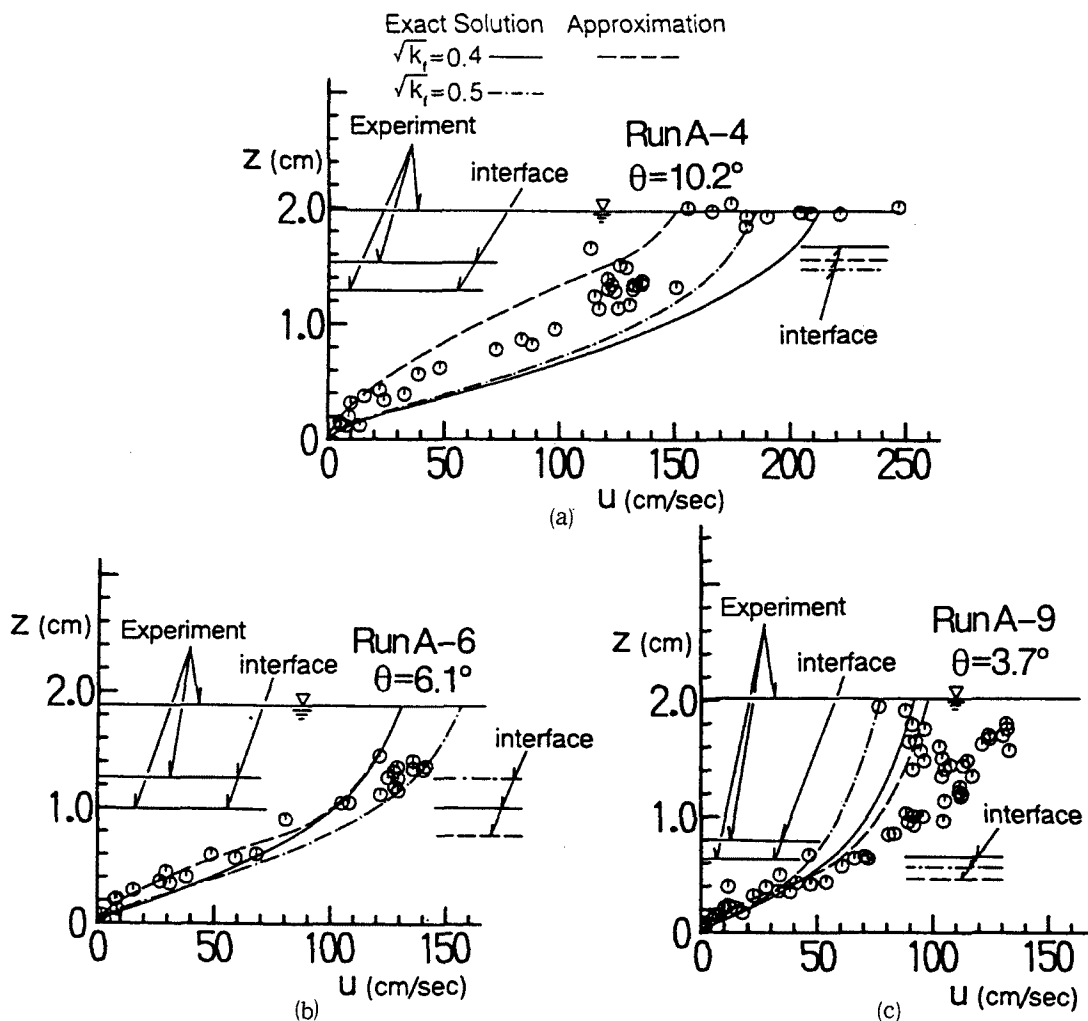 Exact Solution Approximation
√k_f=0.4
√k_f=0.5
Experiment
Run A-4
θ=10.2°
z (cm)
interface
2.0
1.0
0
interface
0 50 100 150 200 250
u (cm/sec)
(a)
Experiment
Run A-6
θ=6.1°
z (cm)
interface
2.0
1.0
0
interface
0 50 100 150
u (cm/sec)
(b)
Experiment
Run A-9
θ=3.7°
z (cm)
interface
2.0
1.0
0
interface
0 50 100 150
u (cm/sec)
(c)